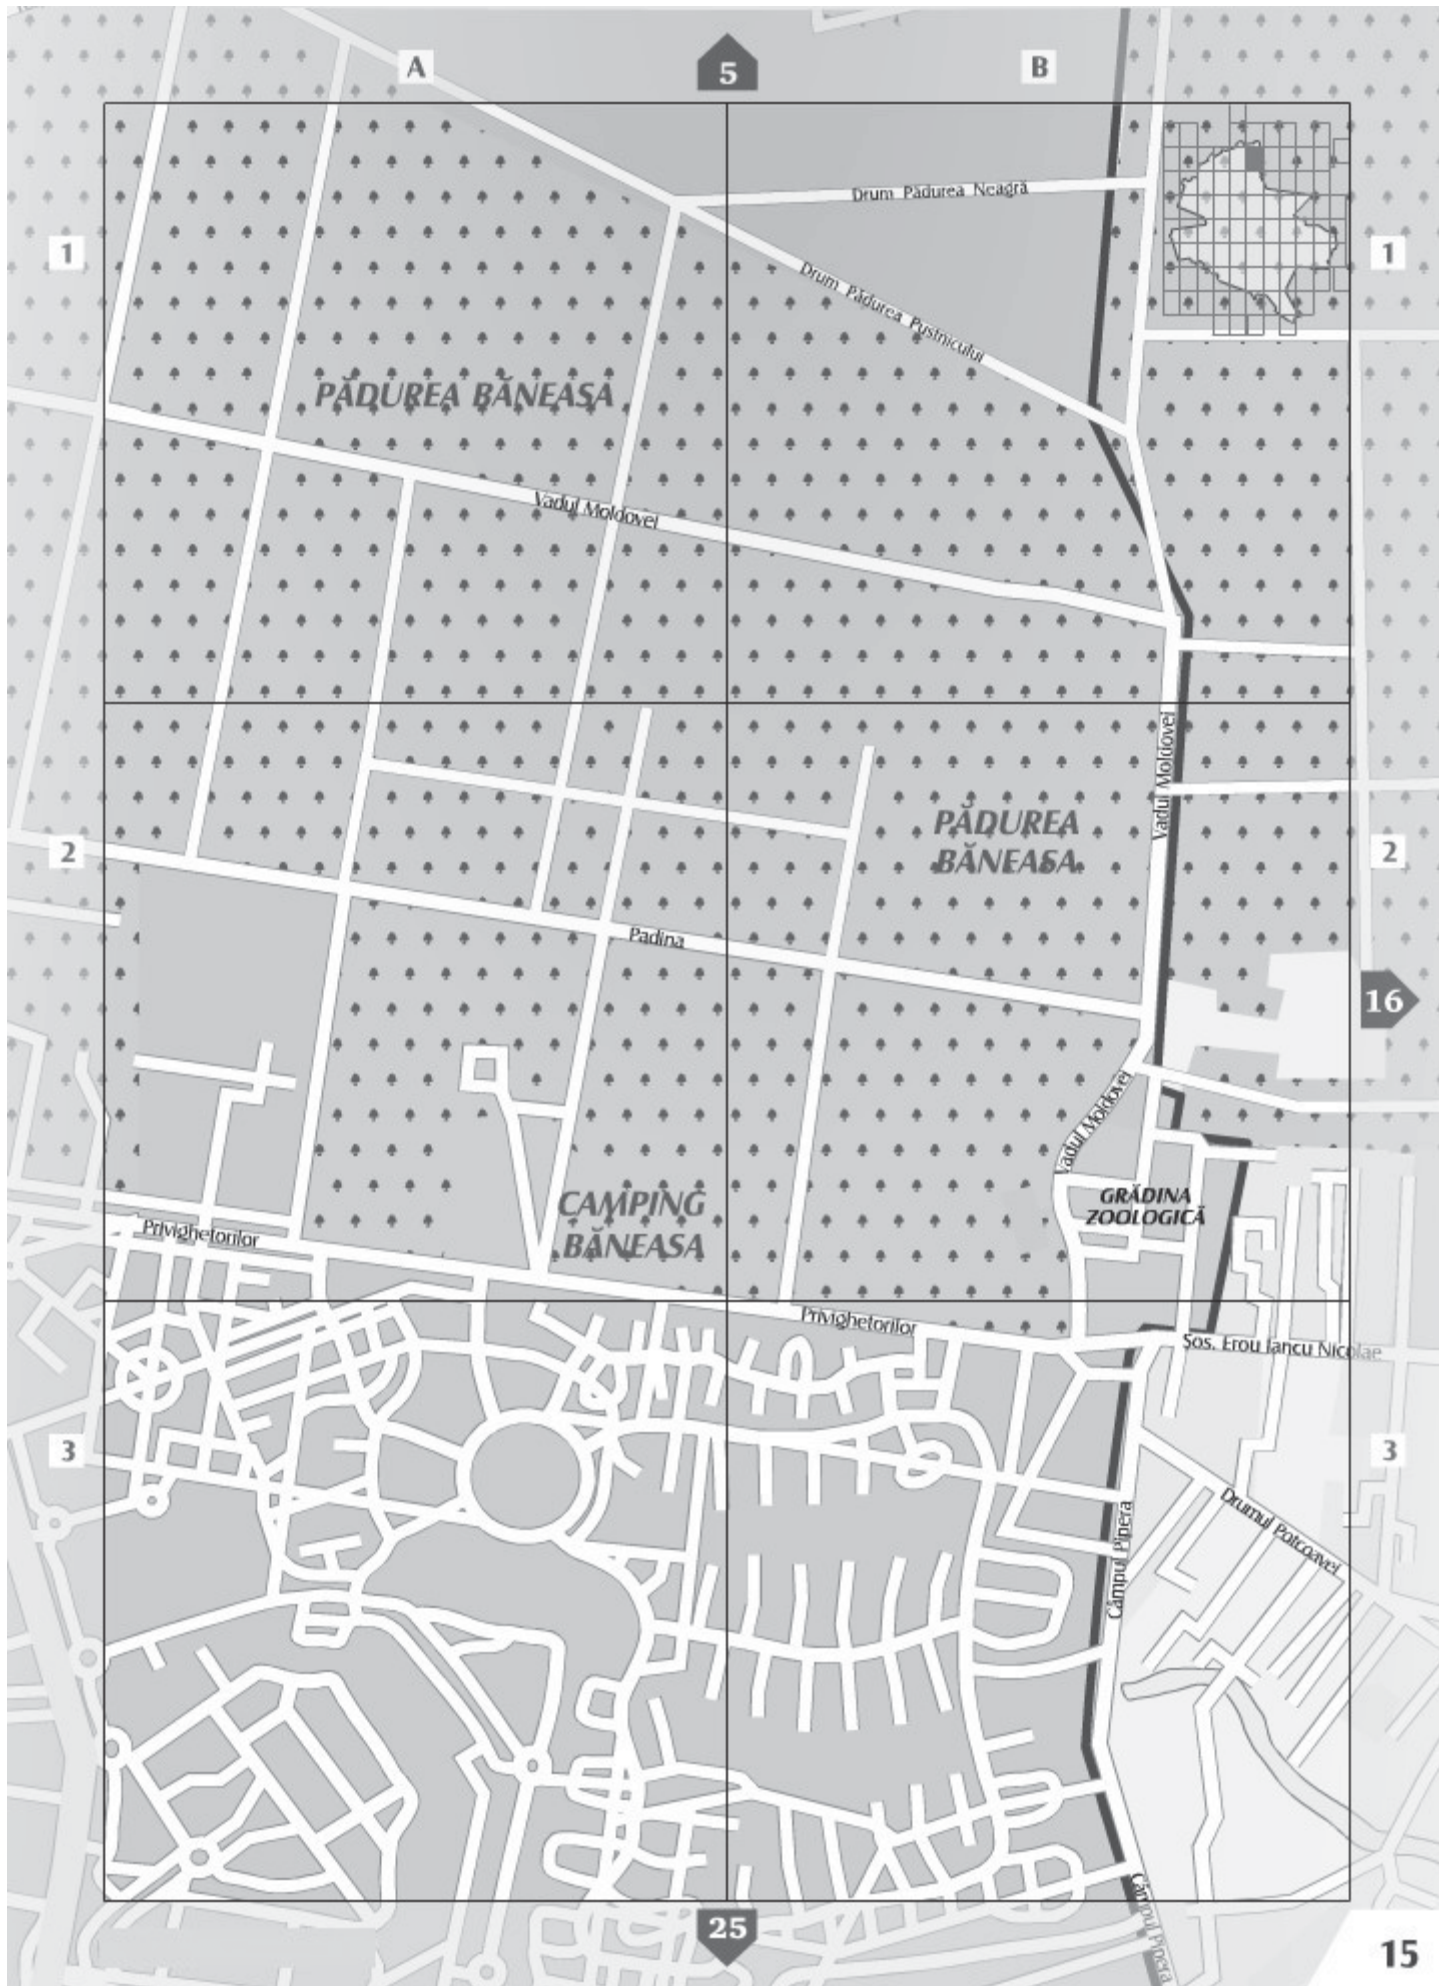 A
5
B
Drum Pădurea Neagră
1
1
Drum Pădurea Pustnicului
PĂDUREA BĂNEASA
Vadul Moldovei
Vadul Moldovei
PĂDUREA
BĂNEASA
2
2
Padina
16
Vadul Moldovei
GRĂDINA
ZOOLOGICĂ
CAMPING
BĂNEASA
Privighetorilor
Privighetorilor
Șos. Erou Iancu Nicolae
3
3
Drumul Potcoavei
Câmpul Pipera
Câmpul Pipera
25
15